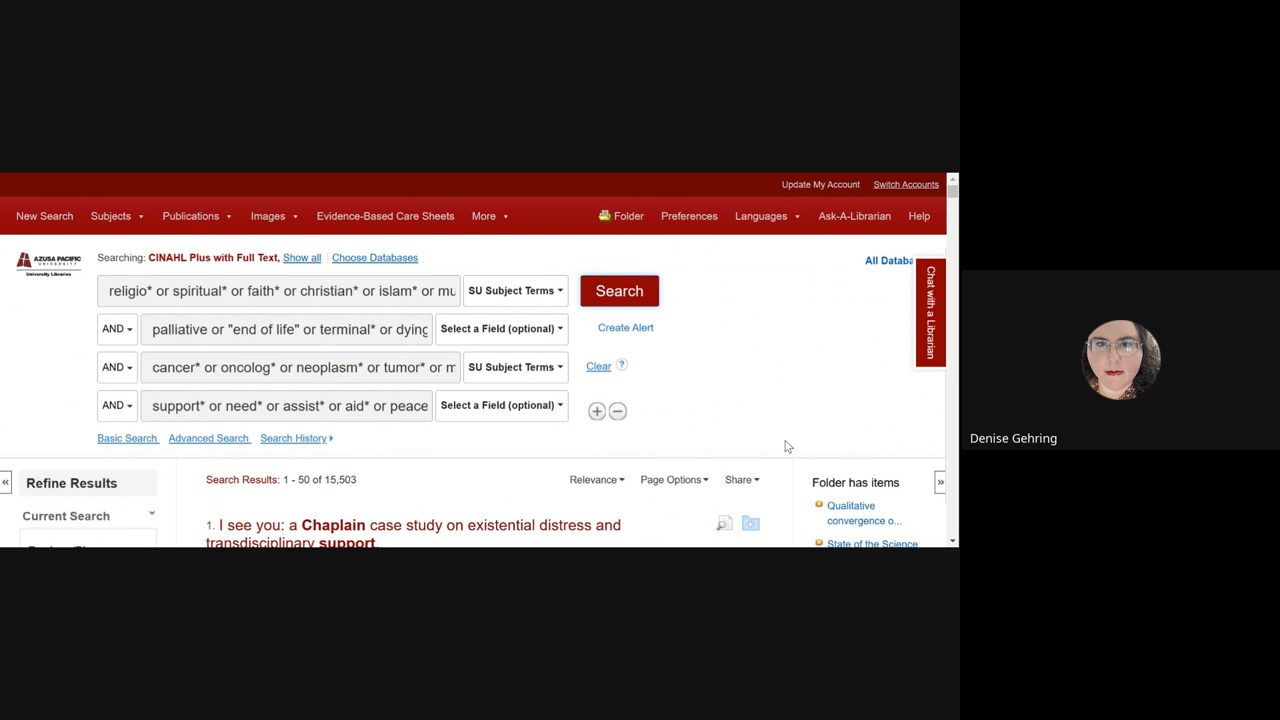 Update My Account Switch Accounts
New Search Subjects Publications Images Evidence-Based Care Sheets More Folder Preferences Languages Ask-A-Librarian Help
AZUSA PACIFIC
UNIVERSITY
University Libraries
Searching: CINAHL Plus with Full Text, Show all Choose Databases
All Databa
religio* or spiritual* or faith* or christian* or islam* or mu
SU Subject Terms
Search
AND
palliative or "end of life" or terminal* or dying
Select a Field (optional)
Create Alert
AND
cancer* or oncolog* or neoplasm* or tumor* or m
SU Subject Terms
Clear ?
AND
support* or need* or assist* or aid* or peace
Select a Field (optional)
Basic Search Advanced Search Search History
Chat with a Librarian
Denise Gehring
Refine Results
Current Search
Search Results: 1 - 50 of 15,503
Relevance Page Options Share
1. I see you: a Chaplain case study on existential distress and
transdisciplinary support.
Folder has items
Qualitative
convergence o...
State of the Science